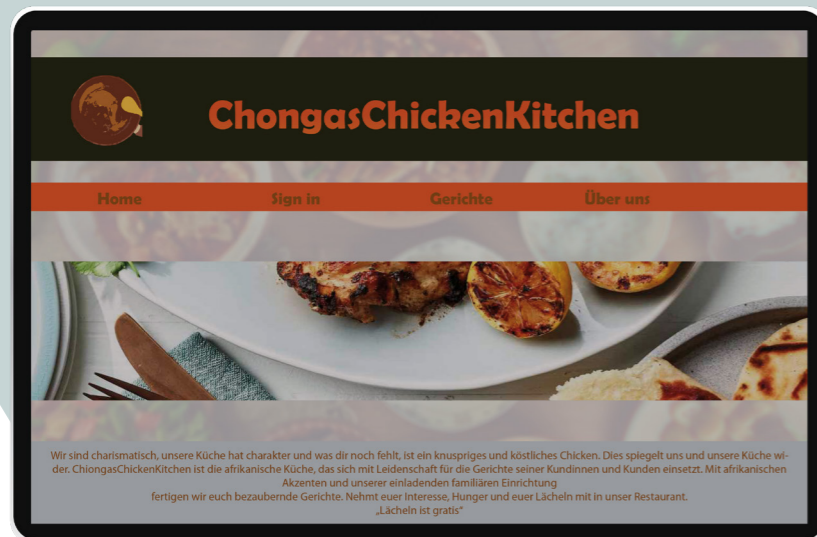 ChongasChickenKitchen
Home Sign in Gerichte Über uns
Wir sind charismatisch, unsere Küche hat charakter und was dir noch fehlt, ist ein knuspriges und köstliches Chicken. Dies spiegelt uns und unsere Küche wi-
der. ChiongasChickenKitchen ist die afrikanische Küche, das sich mit Leidenschaft für die Gerichte seiner Kundinnen und Kunden einsetzt. Mit afrikanischen
Akzenten und unserer einladenden familiären Einrichtung
fertigen wir euch bezaubernde Gerichte. Nehmt euer Interesse, Hunger und euer Lächeln mit in unser Restaurant.
„Lächeln ist gratis“